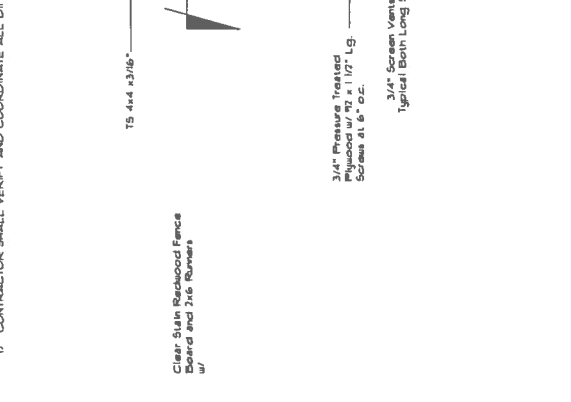 1) CONTRACTOR SHALL VERIFY AND COORDINATE ALL
TS 4x4 x3/16"
Clear Stain Redwood Fence
Board and 2x6 Runners
w/
3/4" Pressure Treated
Plywood w/ #12 x 1 1/2" Lg.
Screws at 6" o.c.
3/4" Screen Vents
Typical Both Long